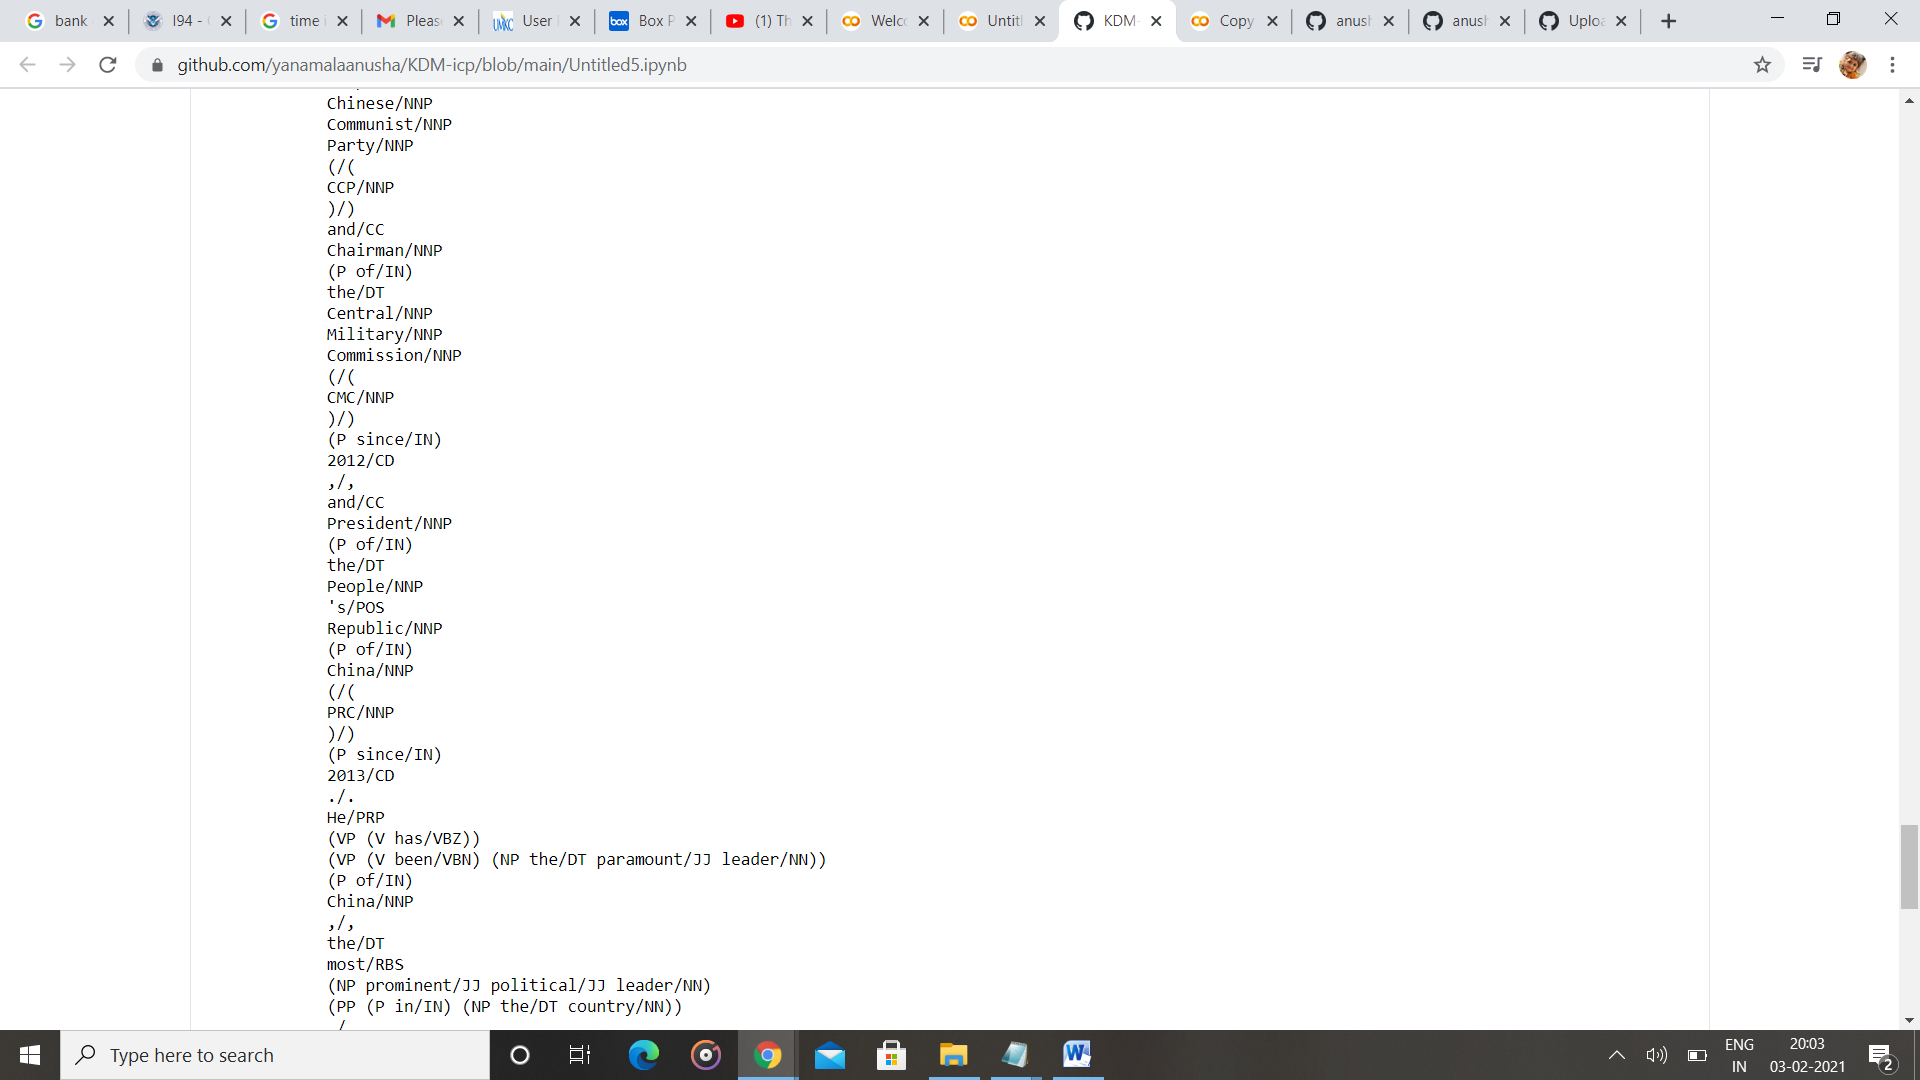 bank
I94 -
time i
Pleas
User
Box P
(1) Th
Welco
Untitl
KDM-
Copy
anush
anush
Uploa
github.com/yanamalaanusha/KDM-icp/blob/main/Untitled5.ipynb
Chinese/NNP
Communist/NNP
Party/NNP
(/(
CCP/NNP
)/)
and/CC
Chairman/NNP
(P of/IN)
the/DT
Central/NNP
Military/NNP
Commission/NNP
(/(
CMC/NNP
)/)
(P since/IN)
2012/CD
,/,
and/CC
President/NNP
(P of/IN)
the/DT
People/NNP
's/POS
Republic/NNP
(P of/IN)
China/NNP
(/(
PRC/NNP
)/)
(P since/IN)
2013/CD
./.
He/PRP
(VP (V has/VBZ))
(VP (V been/VBN) (NP the/DT paramount/JJ leader/NN))
(P of/IN)
China/NNP
,/,
the/DT
most/RBS
(NP prominent/JJ political/JJ leader/NN)
(PP (P in/IN) (NP the/DT country/NN))
Type here to search
ENG
IN
20:03
03-02-2021
2